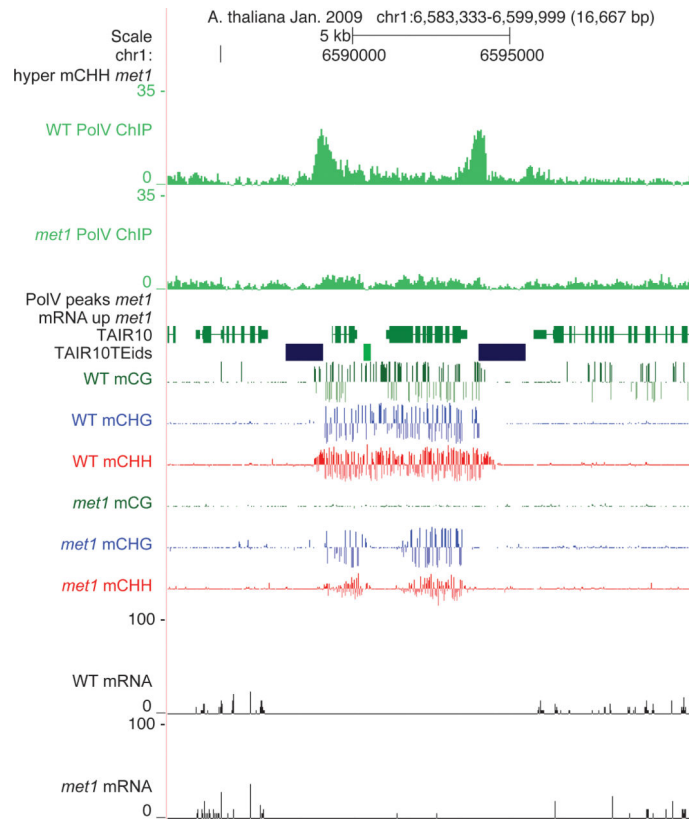 A. thaliana Jan. 2009 chr1:6,583,333-6,599,999 (16,667 bp)
Scale 5 kb
chr1: 6590000 6595000
hyper mCHH met1
35
WT PolV ChIP
0
35
met1 PolV ChIP
0
PolV peaks met1
mRNA up met1
TAIR10
TAIR10TEids
WT mCG
WT mCHG
WT mCHH
met1 mCG
met1 mCHG
met1 mCHH
100
WT mRNA
0
100
met1 mRNA
0